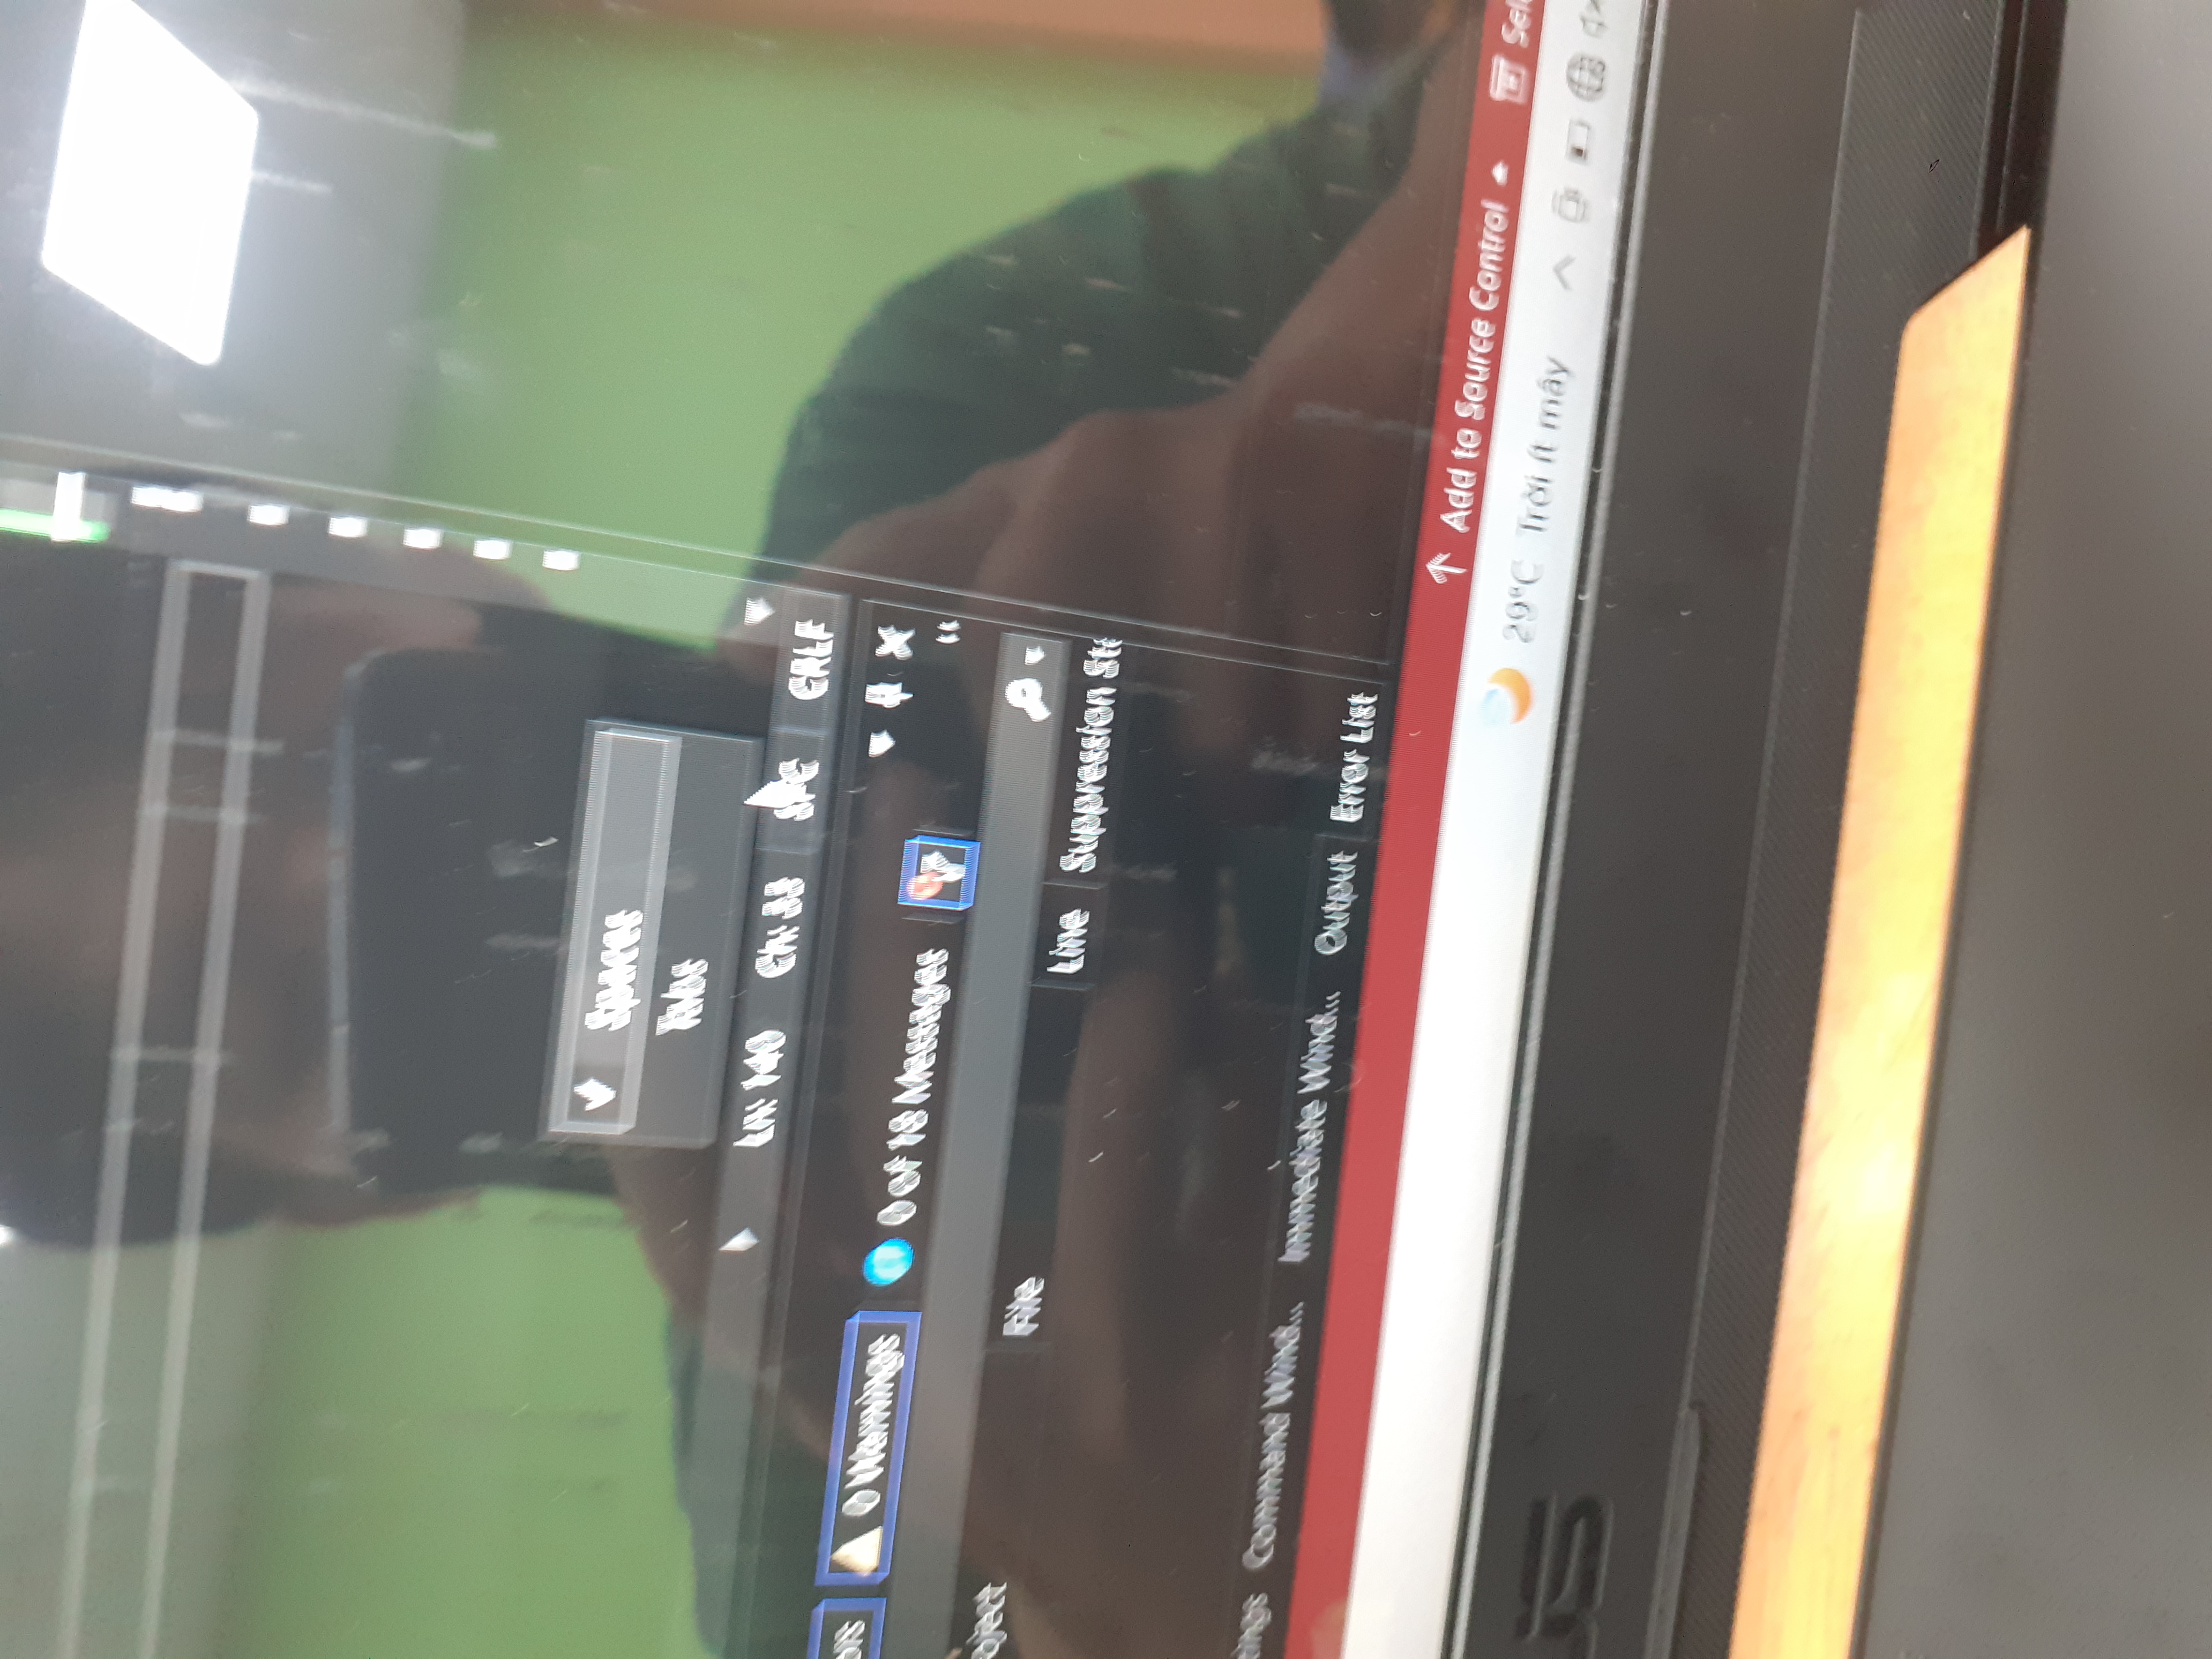 Spaces
Tabs
Ln: 140 Ch: 33 SPC CRLF
0 Warnings 0 of 18 Messages
File Line Suppression
Command Wind... Immediate Wind... Output Error List
Add to Source Control
29°C Trời ít mây